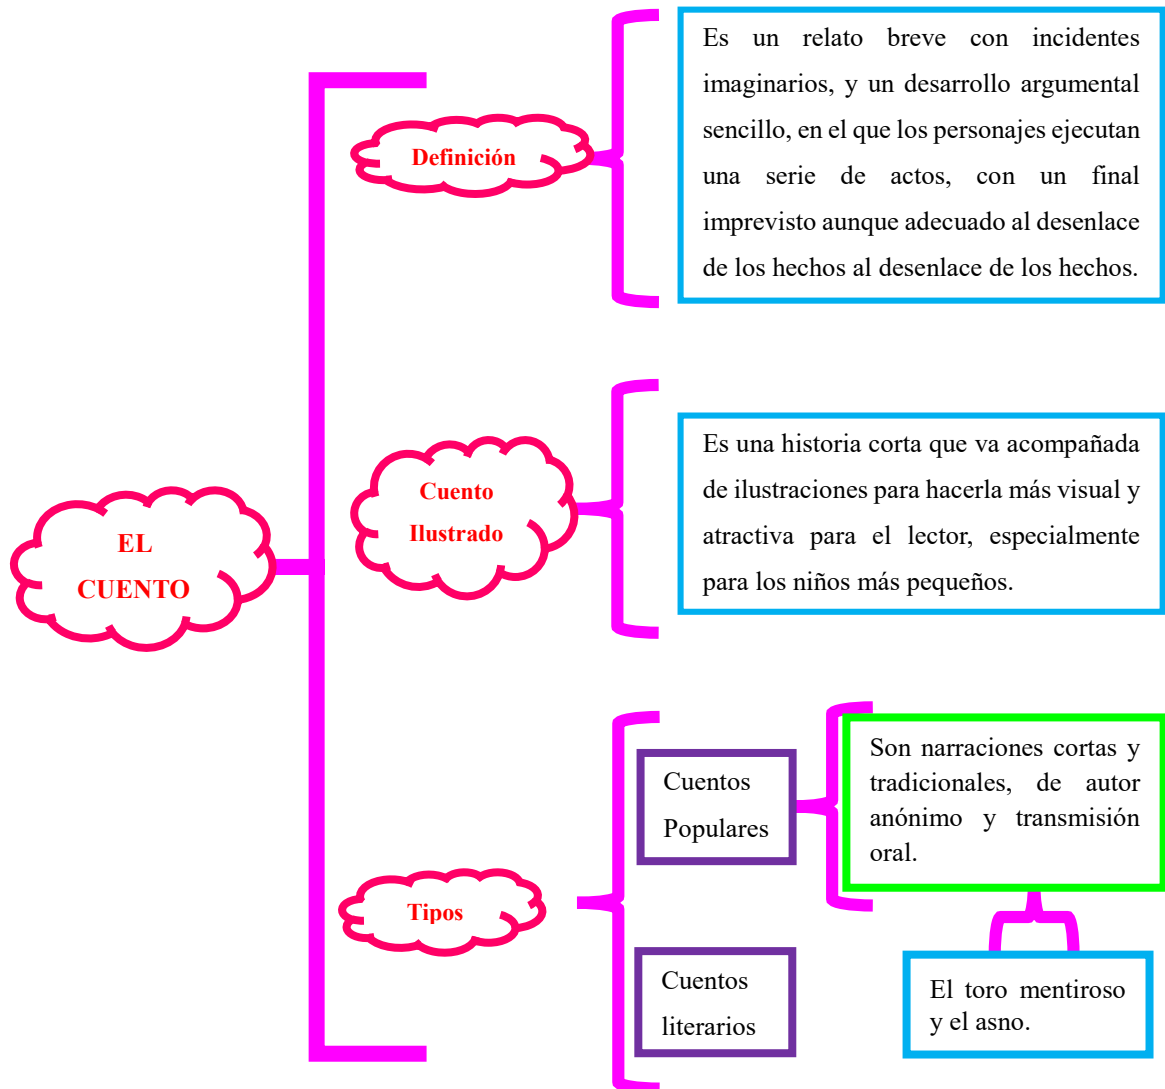 EL
CUENTO
Definición
Es un relato breve con incidentes
imaginarios, y un desarrollo argumental
sencillo, en el que los personajes ejecutan
una serie de actos, con un final
imprevisto aunque adecuado al desenlace
de los hechos al desenlace de los hechos.
Cuento
Ilustrado
Es una historia corta que va acompañada
de ilustraciones para hacerla más visual y
atractiva para el lector, especialmente
para los niños más pequeños.
Tipos
Cuentos
Populares
Son narraciones cortas y
tradicionales, de autor
anónimo y transmisión
oral.
El toro mentiroso
y el asno.
Cuentos
literarios